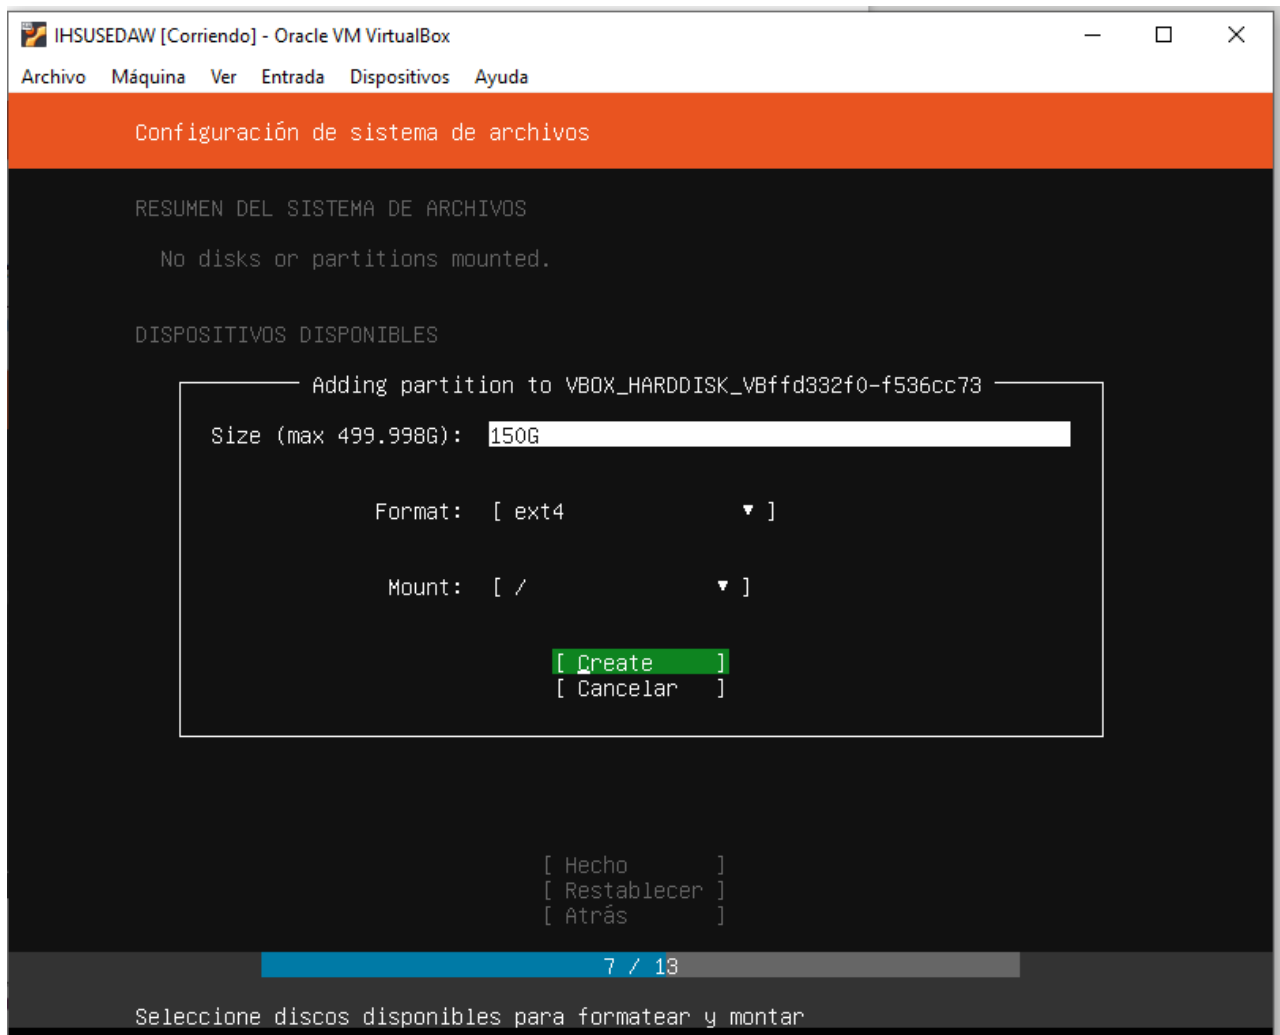 IHSUSEDAW [Corriendo] - Oracle VM VirtualBox
Archivo Máquina Ver Entrada Dispositivos Ayuda
Configuración de sistema de archivos
RESUMEN DEL SISTEMA DE ARCHIVOS
No disks or partitions mounted.
DISPOSITIVOS DISPONIBLES
Adding partition to VBOX_HARDDISK_VBffd332f0-f536cc73
Size (max 499.998G): 150G
Format: [ ext4 ▾ ]
Mount: [ / ▾ ]
[ Create ]
[ Cancelar ]
[ Hecho ]
[ Restablecer ]
[ Atrás ]
7 / 13
Seleccione discos disponibles para formatear y montar